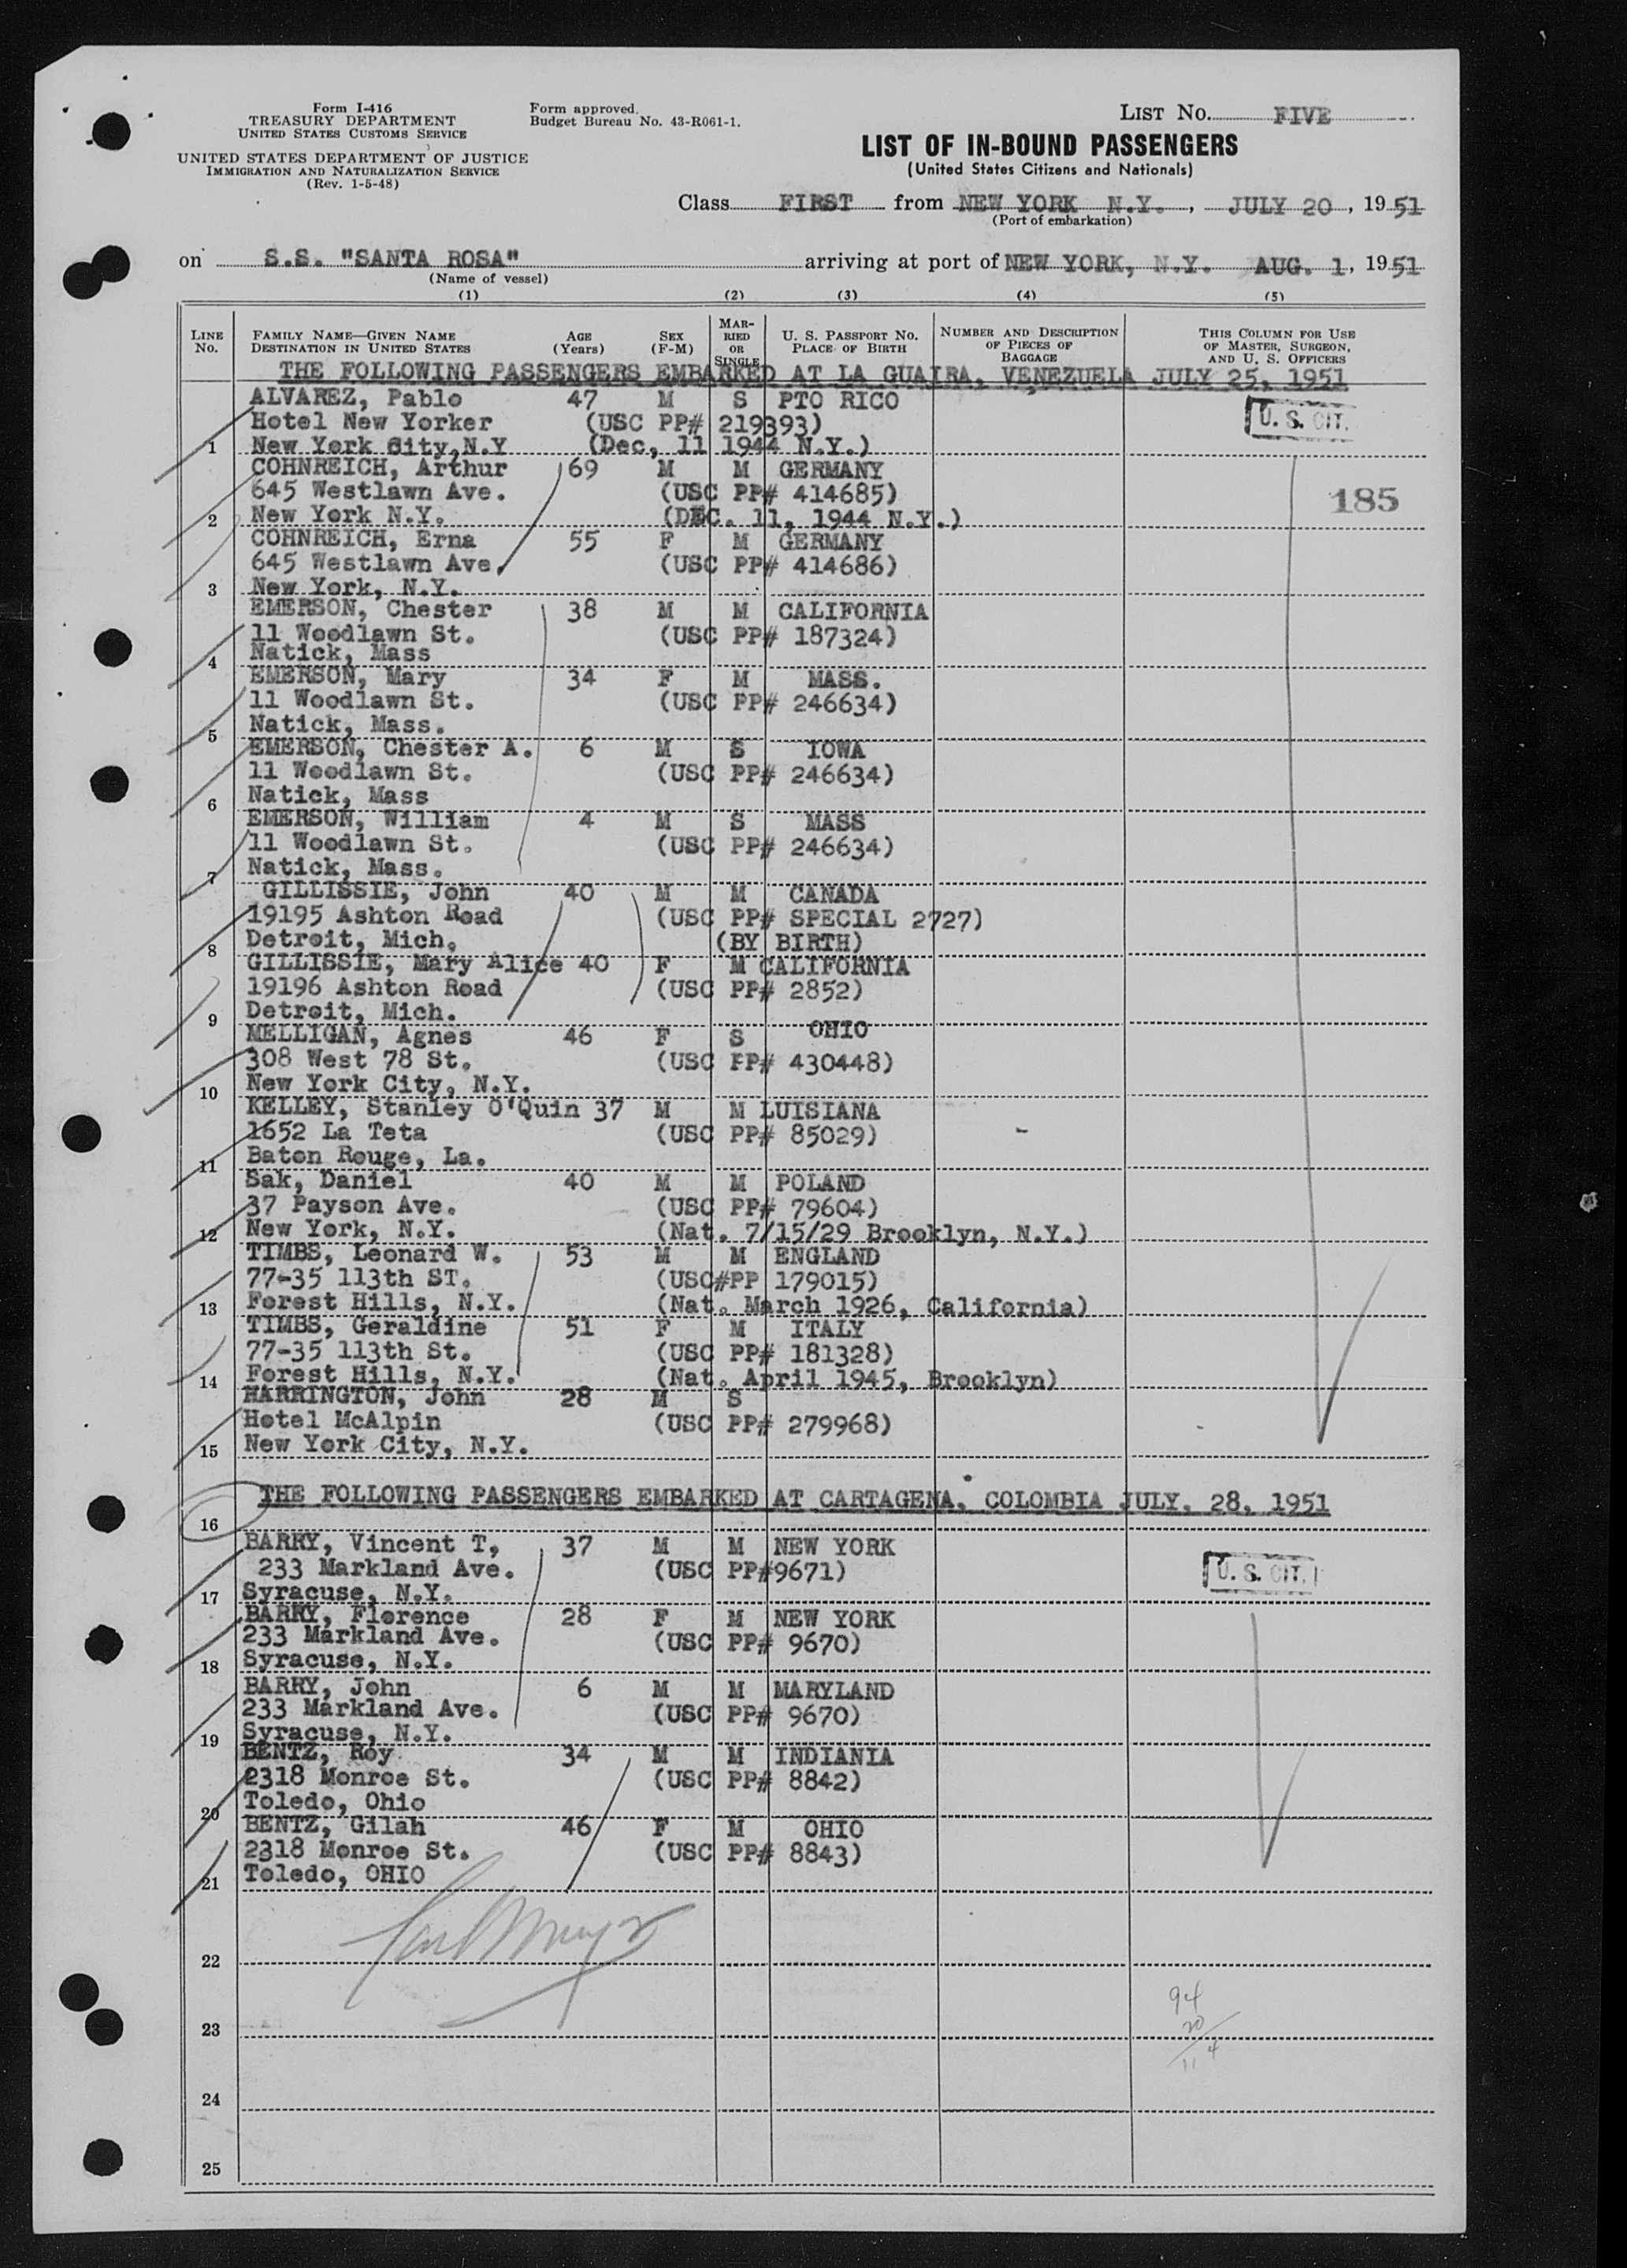 Form I-416
TREASURY DEPARTMENT
UNITED STATES CUSTOMS SERVICE
UNITED STATES DEPARTMENT OF JUSTICE
IMMIGRATION AND NATURALIZATION SERVICE
(Rev. 1-5-48)
Form approved.
Budget Bureau No. 43-R061-1.
LIST No. FIVE
LIST OF IN-BOUND PASSENGERS
(United States Citizens and Nationals)
Class FIRST from NEW YORK N.Y., JULY 20, 1951
(Port of embarkation)
on S.S. "SANTA ROSA" arriving at port of NEW YORK, N.Y. AUG. 1, 1951
(Name of vessel)
(1) (2) (3) (4) (5)
LINE No. FAMILY NAME—GIVEN NAME DESTINATION IN UNITED STATES AGE (Years) SEX (F-M) MARRIED OR SINGLE U. S. PASSPORT NO. PLACE OF BIRTH NUMBER AND DESCRIPTION OF PIECES OF BAGGAGE THIS COLUMN FOR USE OF MASTER, SURGEON, AND U. S. OFFICERS
THE FOLLOWING PASSENGERS EMBARKED AT LA GUAIRA, VENEZUELA JULY 25, 1951
ALVAREZ, Pablo 47 M S PTO RICO
Hotel New Yorker (USC PP# 219393) U. S. CIT.
1 New York City, N.Y (Dec, 11 1944 N.Y.)
COHNREICH, Arthur 69 M M GERMANY
645 Westlawn Ave. (USC PP# 414685) 185
2 New York N.Y. (DEC. 11, 1944 N.Y.)
COHNREICH, Erna 55 F M GERMANY
645 Westlawn Ave, (USC PP# 414686)
3 New York, N.Y.
EMERSON, Chester 38 M M CALIFORNIA
11 Woodlawn St. (USC PP# 187324)
4 Natick, Mass
EMERSON, Mary 34 F M MASS.
11 Woodlawn St. (USC PP# 246634)
5 Natick, Mass.
EMERSON, Chester A. 6 M S IOWA
11 Woodlawn St. (USC PP# 246634)
6 Natick, Mass
EMERSON, William 4 M S MASS
11 Woodlawn St. (USC PP# 246634)
7 Natick, Mass.
GILLISSIE, John 40 M M CANADA
19195 Ashton Road (USC PP# SPECIAL 2727)
8 Detroit, Mich. (BY BIRTH)
GILLISSIE, Mary Alice 40 F M CALIFORNIA
19196 Ashton Road (USC PP# 2852)
9 Detroit, Mich.
MELLIGAN, Agnes 46 F S OHIO
308 West 78 St. (USC PP# 430448)
10 New York City, N.Y.
KELLEY, Stanley O'Quin 37 M M LUISIANA
1652 La Teta (USC PP# 85029)
11 Baton Rouge, La.
Sak, Daniel 40 M M POLAND
37 Payson Ave. (USC PP# 79604)
12 New York, N.Y. (Nat. 7/15/29 Brooklyn, N.Y.)
TIMBS, Leonard W. 53 M M ENGLAND
77-35 113th ST. (USC#PP 179015)
13 Forest Hills, N.Y. (Nat. March 1926, California)
TIMBS, Geraldine 51 F M ITALY
77-35 113th St. (USC PP# 181328)
14 Forest Hills, N.Y. (Nat. April 1945, Brooklyn)
HARRINGTON, John 28 M S
Hotel McAlpin (USC PP# 279968)
15 New York City, N.Y.
THE FOLLOWING PASSENGERS EMBARKED AT CARTAGENA, COLOMBIA JULY, 28, 1951
16
BARRY, Vincent T, 37 M M NEW YORK
233 Markland Ave. (USC PP#9671) U. S. CIT.
17 Syracuse, N.Y.
BARRY, Florence 28 F M NEW YORK
233 Markland Ave. (USC PP# 9670)
18 Syracuse, N.Y.
BARRY, John 6 M M MARYLAND
233 Markland Ave. (USC PP# 9670)
19 Syracuse, N.Y.
BENTZ, Roy 34 M M INDIANIA
2318 Monroe St. (USC PP# 8842)
20 Toledo, Ohio
BENTZ, Gilah 46 F M OHIO
2318 Monroe St. (USC PP# 8843)
21 Toledo, OHIO
22
94
23 20
11 4
24
25